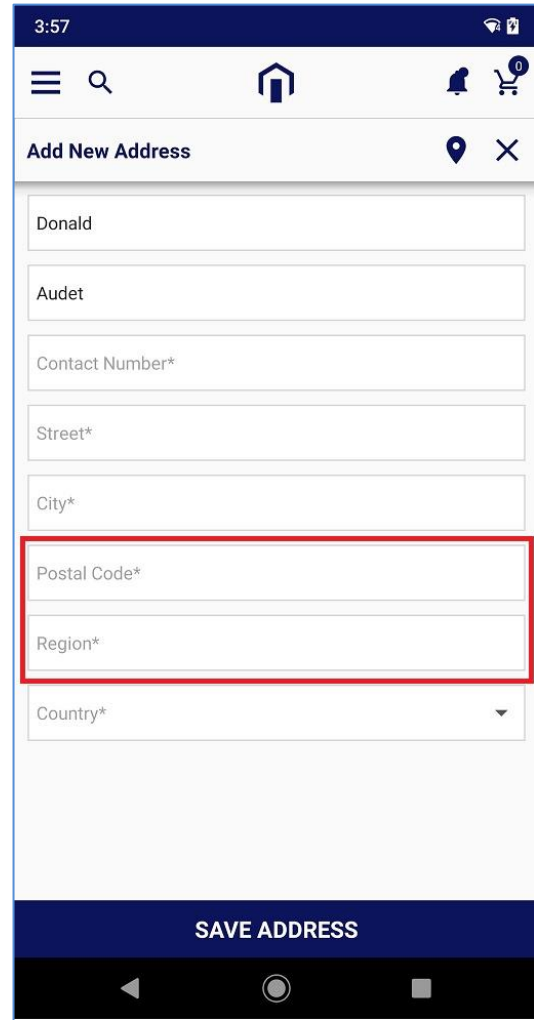 3:57
0
Add New Address
Donald
Audet
Contact Number*
Street*
City*
Postal Code*
Region*
Country*
SAVE ADDRESS